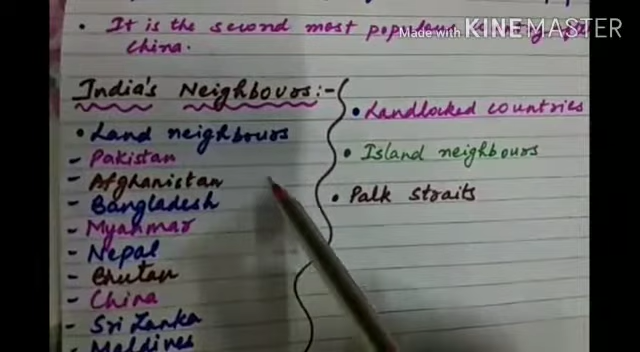 • It is the second most populous
china.
India's Neighbours:-
• Land neighbours
- Pakistan
- Afghanistan
- Bangladesh
- Myanmar
- Nepal
- Bhutan
- China
- Sri Lanka
- Maldives
• Landlocked countries
• Island neighbours
• Palk straits
Made with KINEMASTER